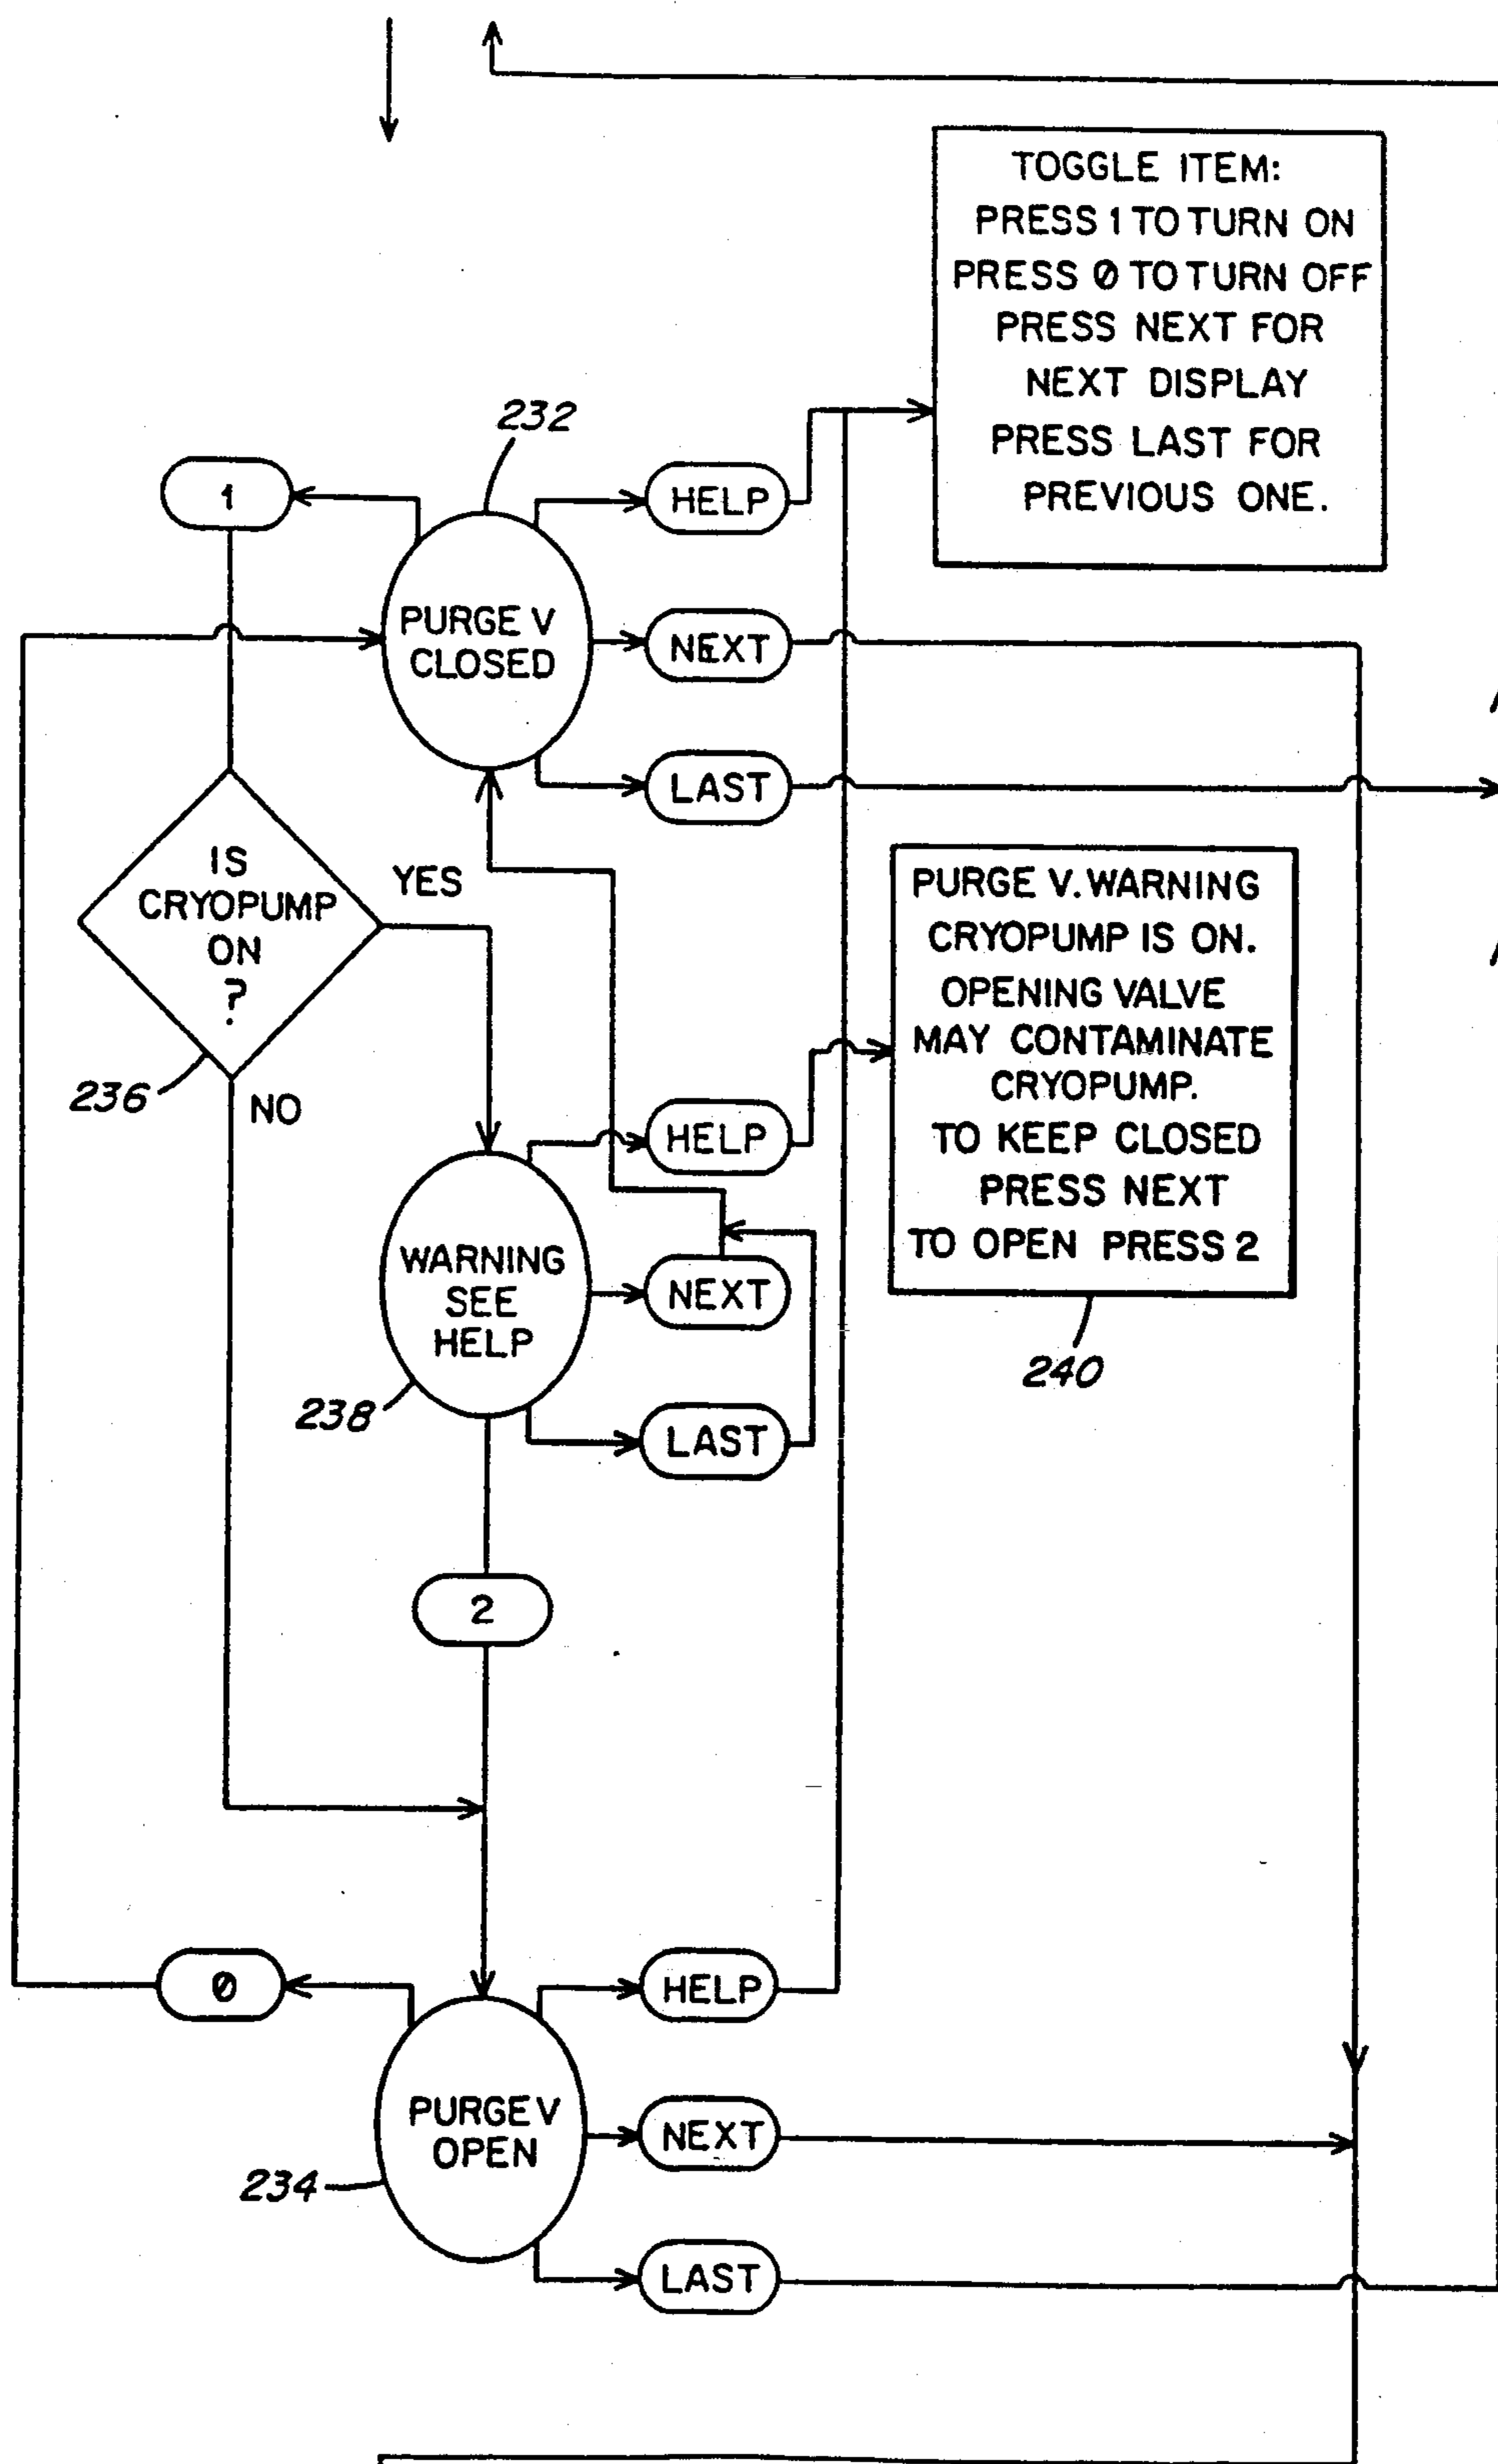 TOGGLE ITEM:
PRESS 1 TO TURN ON
PRESS 0 TO TURN OFF
PRESS NEXT FOR
NEXT DISPLAY
PRESS LAST FOR
PREVIOUS ONE.
232
1
HELP
PURGE V
CLOSED
NEXT
LAST
IS
CRYOPUMP
ON
?
YES
236
NO
PURGE V. WARNING
CRYOPUMP IS ON.
OPENING VALVE
MAY CONTAMINATE
CRYOPUMP.
TO KEEP CLOSED
PRESS NEXT
TO OPEN PRESS 2
240
HELP
WARNING
SEE
HELP
NEXT
238
LAST
2
0
HELP
PURGE V
OPEN
NEXT
234
LAST